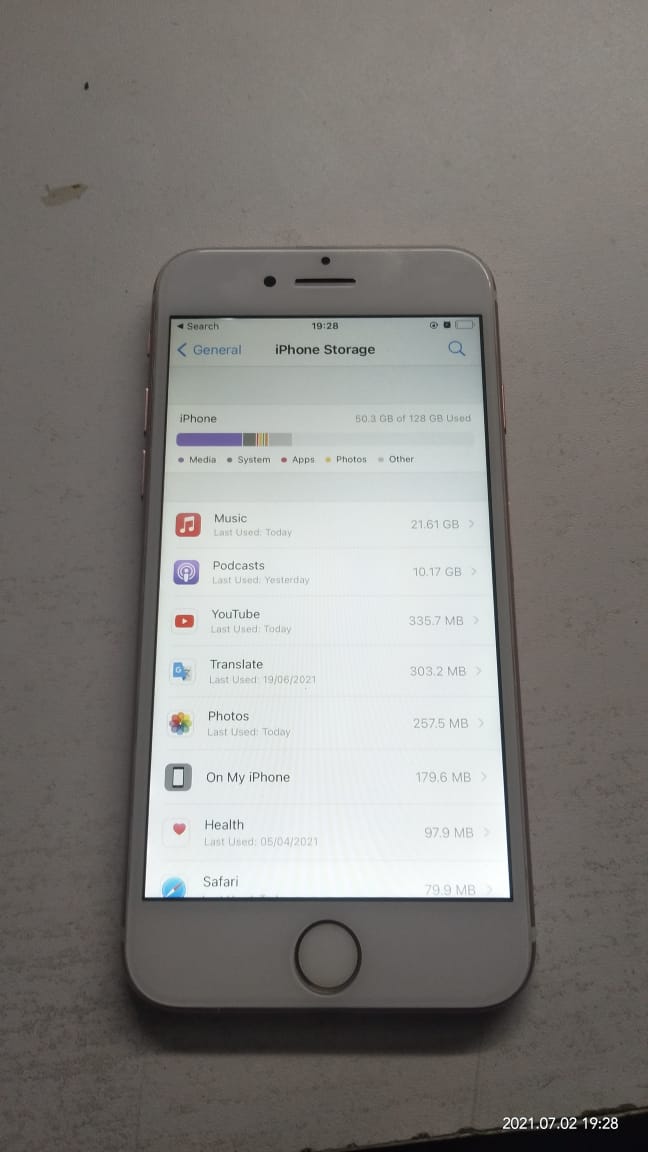 ◀ Search 19:28
General iPhone Storage
iPhone 50.3 GB of 128 GB Used
Media System Apps Photos Other
Music
Last Used: Today
21.61 GB
Podcasts
Last Used: Yesterday
10.17 GB
YouTube
Last Used: Today
335.7 MB
Translate
Last Used: 19/06/2021
303.2 MB
Photos
Last Used: Today
257.5 MB
On My iPhone
179.6 MB
Health
Last Used: 05/04/2021
97.9 MB
Safari
79.9 MB
2021.07.02 19:28